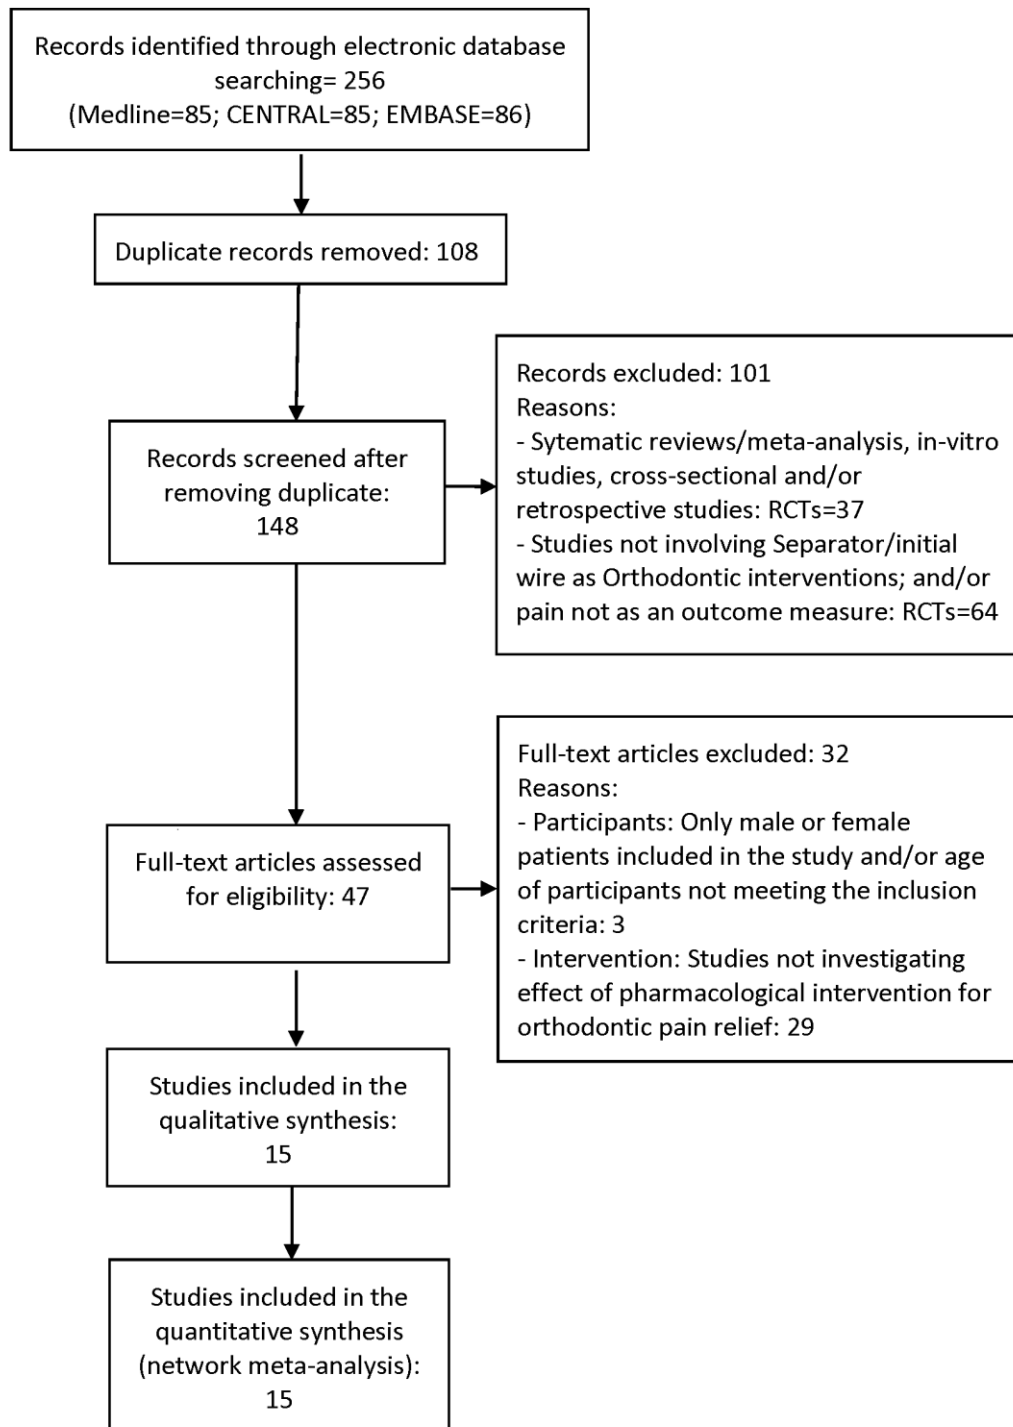 Records identified through electronic database
searching= 256
(Medline=85; CENTRAL=85; EMBASE=86)
Duplicate records removed: 108
Records excluded: 101
Reasons:
- Sytematic reviews/meta-analysis, in-vitro
studies, cross-sectional and/or
retrospective studies: RCTs=37
- Studies not involving Separator/initial
wire as Orthodontic interventions; and/or
pain not as an outcome measure: RCTs=64
Records screened after
removing duplicate:
148
Full-text articles excluded: 32
Reasons:
- Participants: Only male or female
patients included in the study and/or age
of participants not meeting the inclusion
criteria: 3
- Intervention: Studies not investigating
effect of pharmacological intervention for
orthodontic pain relief: 29
Full-text articles assessed
for eligibility: 47
Studies included in the
qualitative synthesis:
15
Studies included in the
quantitative synthesis
(network meta-analysis):
15